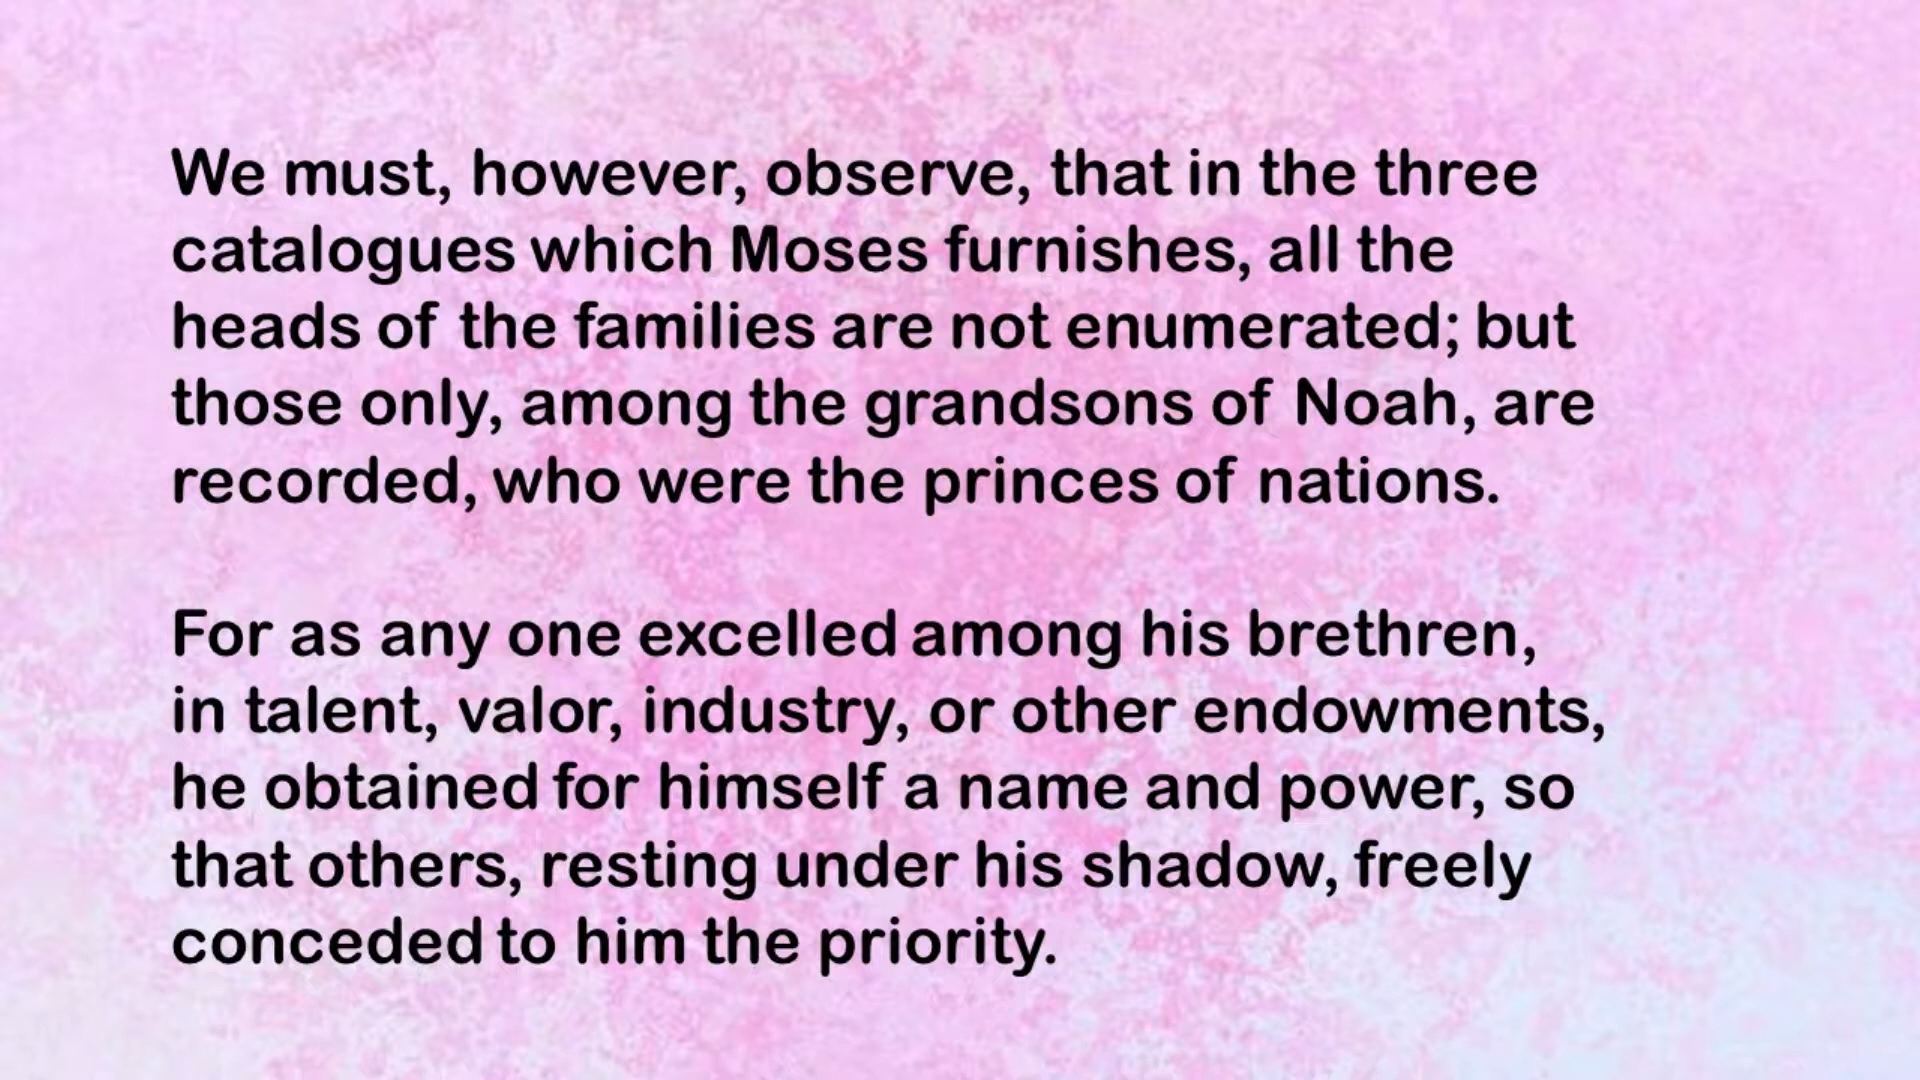 We must, however, observe, that in the three
catalogues which Moses furnishes, all the
heads of the families are not enumerated; but
those only, among the grandsons of Noah, are
recorded, who were the princes of nations.
For as any one excelled among his brethren,
in talent, valor, industry, or other endowments,
he obtained for himself a name and power, so
that others, resting under his shadow, freely
conceded to him the priority.